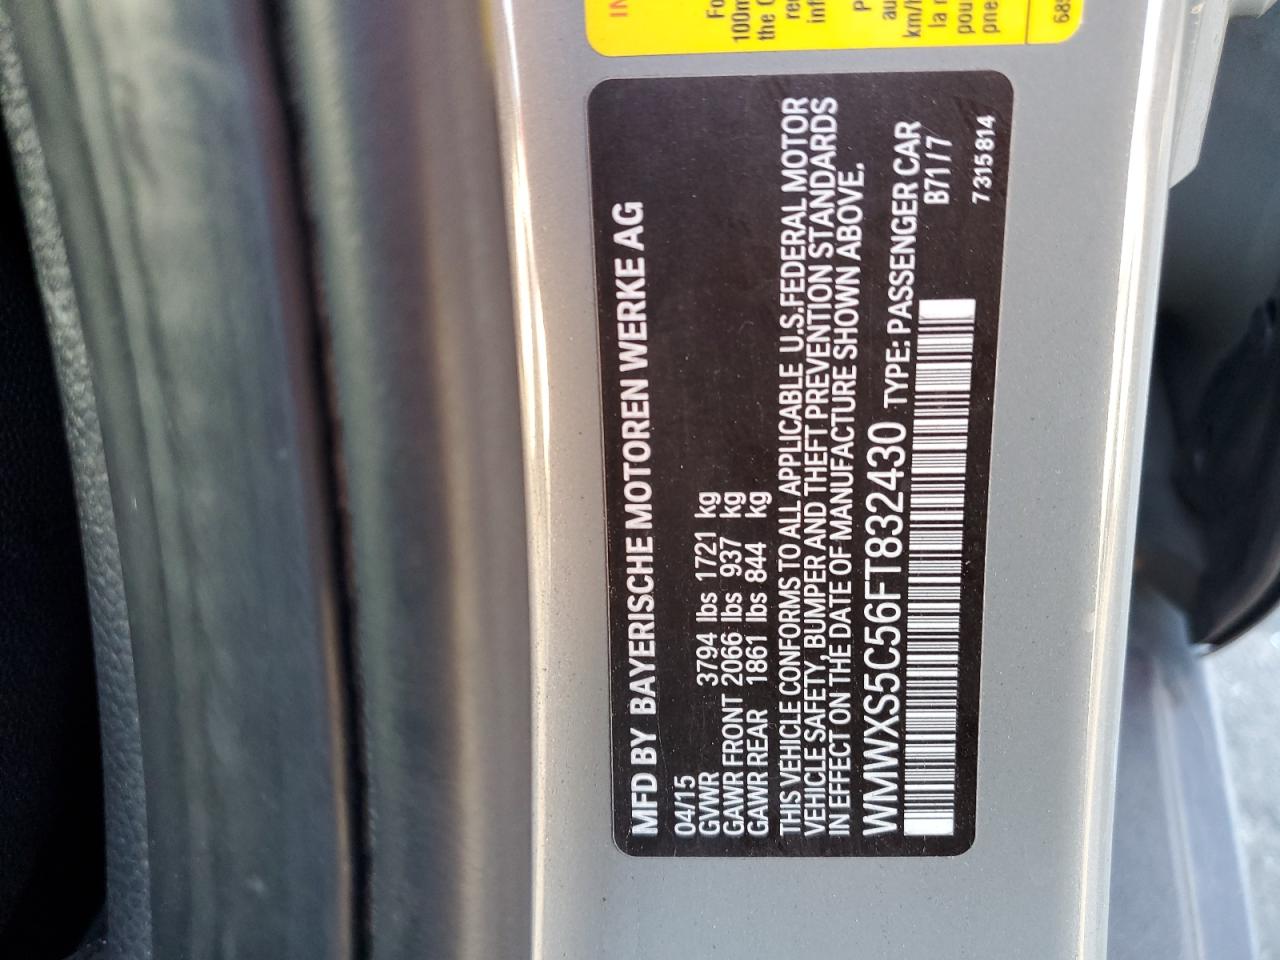 MFD BY BAYERISCHE MOTOREN WERKE AG
04/15
GVWR 3794 lbs 1721 kg
GAWR FRONT 2066 lbs 937 kg
GAWR REAR 1861 lbs 844 kg
THIS VEHICLE CONFORMS TO ALL APPLICABLE U.S.FEDERAL MOTOR
VEHICLE SAFETY, BUMPER AND THEFT PREVENTION STANDARDS
IN EFFECT ON THE DATE OF MANUFACTURE SHOWN ABOVE.
WMWXS5C56FT832430 TYPE: PASSENGER CAR
B71/7
7315814